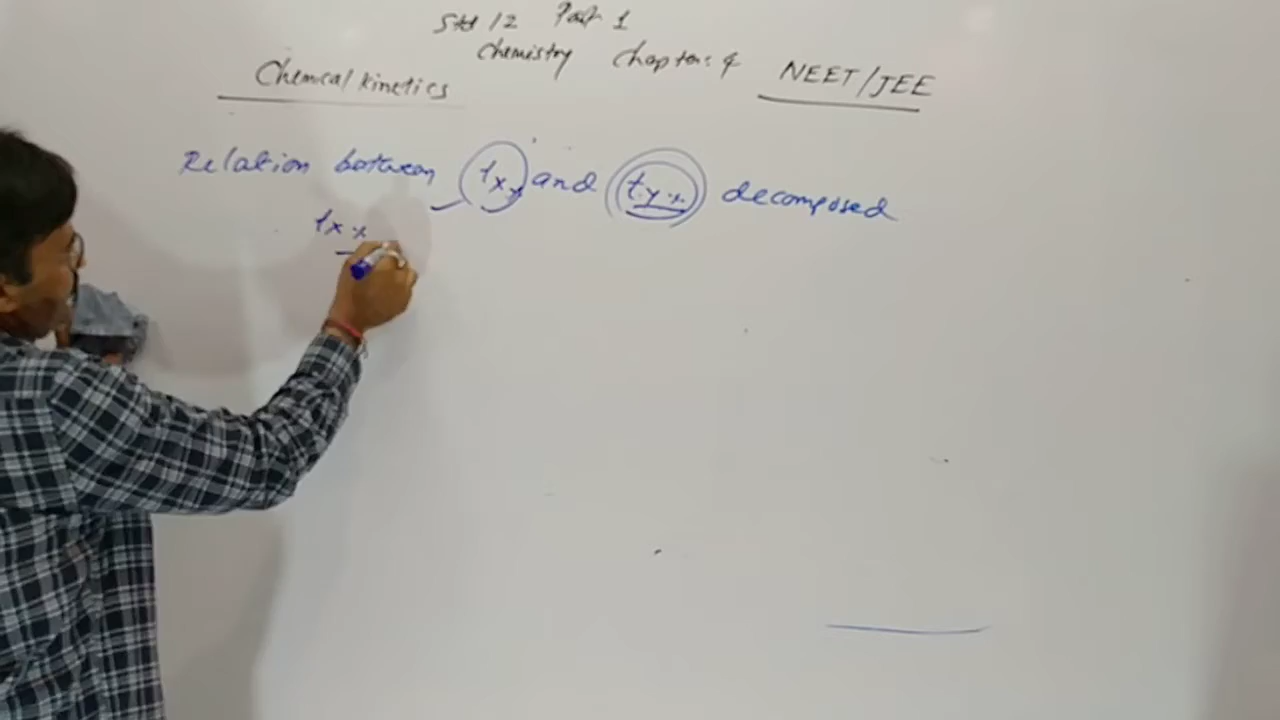 Std 12 Part 1
Chemistry Chapter: 4
NEET/JEE
Chemical kinetics
Relation between tx% and ty% decomposed
tx%